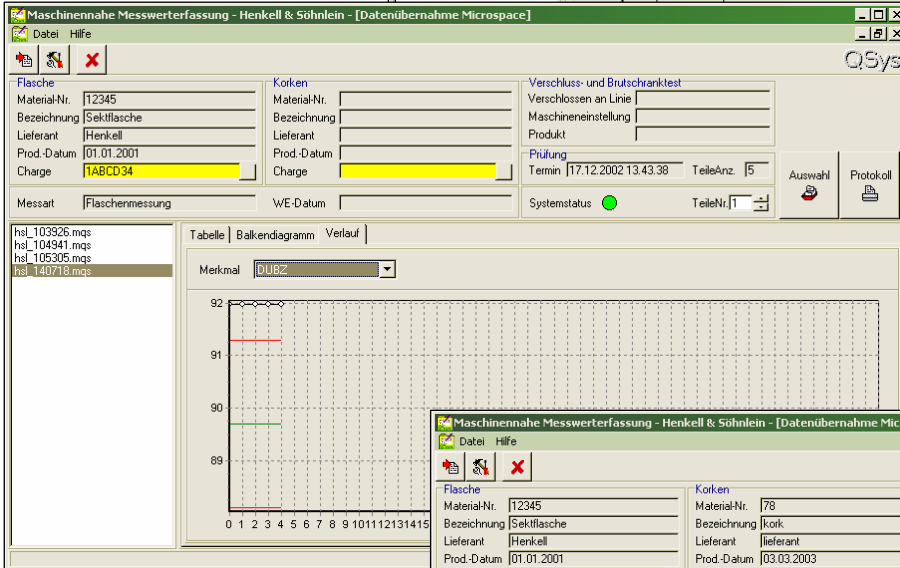 Maschinennahe Messwerterfassung - Henkell & Söhnlein - [Datenübernahme Microspace]
Datei Hilfe
QSys
Flasche
Material-Nr. 12345
Bezeichnung Sektflasche
Lieferant Henkell
Prod.-Datum 01.01.2001
Charge 1ABCD34
Korken
Material-Nr.
Bezeichnung
Lieferant
Prod.-Datum
Charge
Verschluss- und Brutschranktest
Verschlossen an Linie
Maschineneinstellung
Produkt
Prüfung
Termin 17.12.2002 13.43.38 TeileAnz. 5
Auswahl
Protokoll
Messart Flaschenmessung
WE-Datum
Systemstatus TeileNr. 1
hsl_103926.mqs
hsl_104941.mqs
hsl_105305.mqs
hsl_140718.mqs
Tabelle Balkendiagramm Verlauf
Merkmal DUBZ
92
91
90
89
0 1 2 3 4 5 6 7 8 9 10 11 12 13 14 15
Maschinennahe Messwerterfassung - Henkell & Söhnlein - [Datenübernahme Mic
Datei Hilfe
Flasche
Material-Nr. 12345
Bezeichnung Sektflasche
Lieferant Henkell
Prod.-Datum 01.01.2001
Korken
Material-Nr. 78
Bezeichnung kork
Lieferant lieferant
Prod.-Datum 03.03.2003